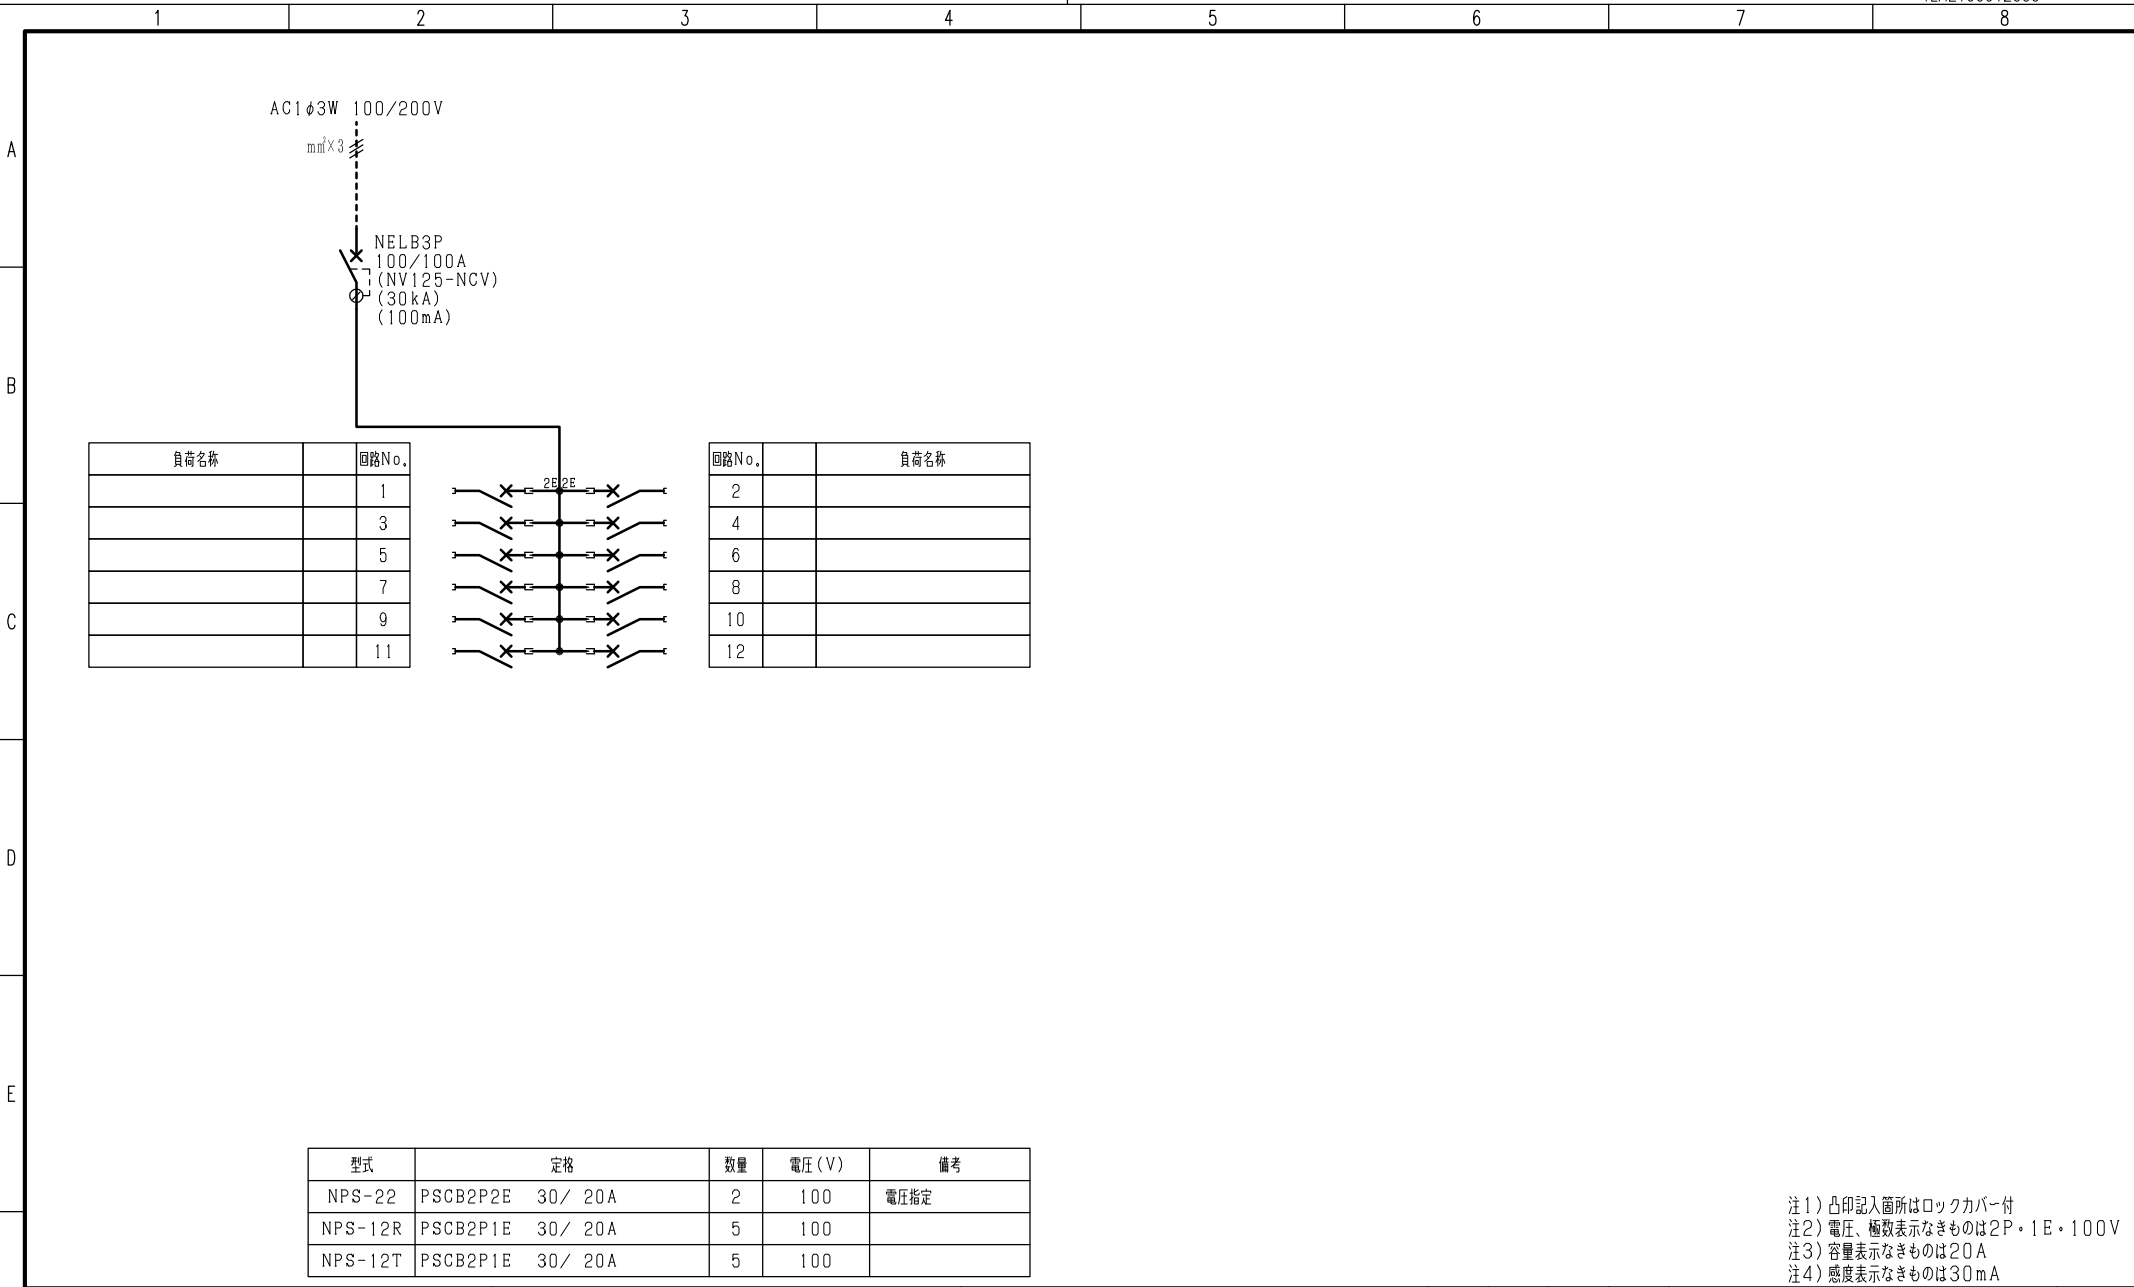 1 2 3 4 5 6 7 8
AC1φ3W 100/200V
A
mm²×3
NELB3P
100/100A
(NV125-NCV)
(30kA)
(100mA)
B
負荷名称 回路No. 回路No. 負荷名称
1 2E 2E 2
3 4
5 6
7 8
C
9 10
11 12
D
E
型式 定格 数量 電圧(V) 備考
NPS-22 PSCB2P2E 30/ 20A 2 100 電圧指定
NPS-12R PSCB2P1E 30/ 20A 5 100
NPS-12T PSCB2P1E 30/ 20A 5 100
注1)凸印記入箇所はロックカバー付
注2)電圧、極数表示なきものは2P・1E・100V
注3)容量表示なきものは20A
注4)感度表示なきものは30mA